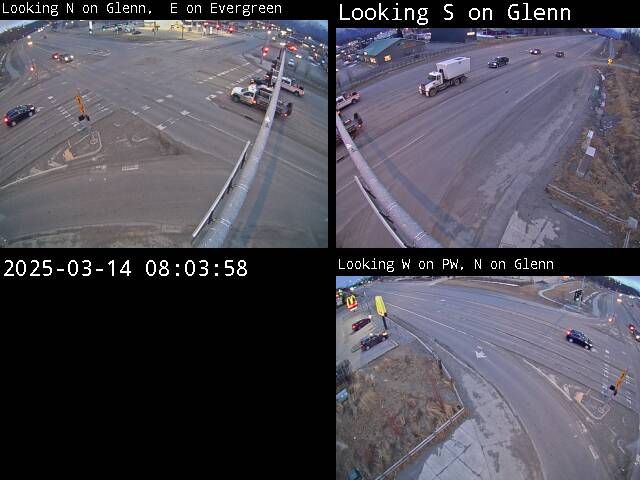 Looking N on Glenn,  E on Evergreen
Looking S on Glenn
2025-03-14 08:03:58
Looking W on PW, N on Glenn